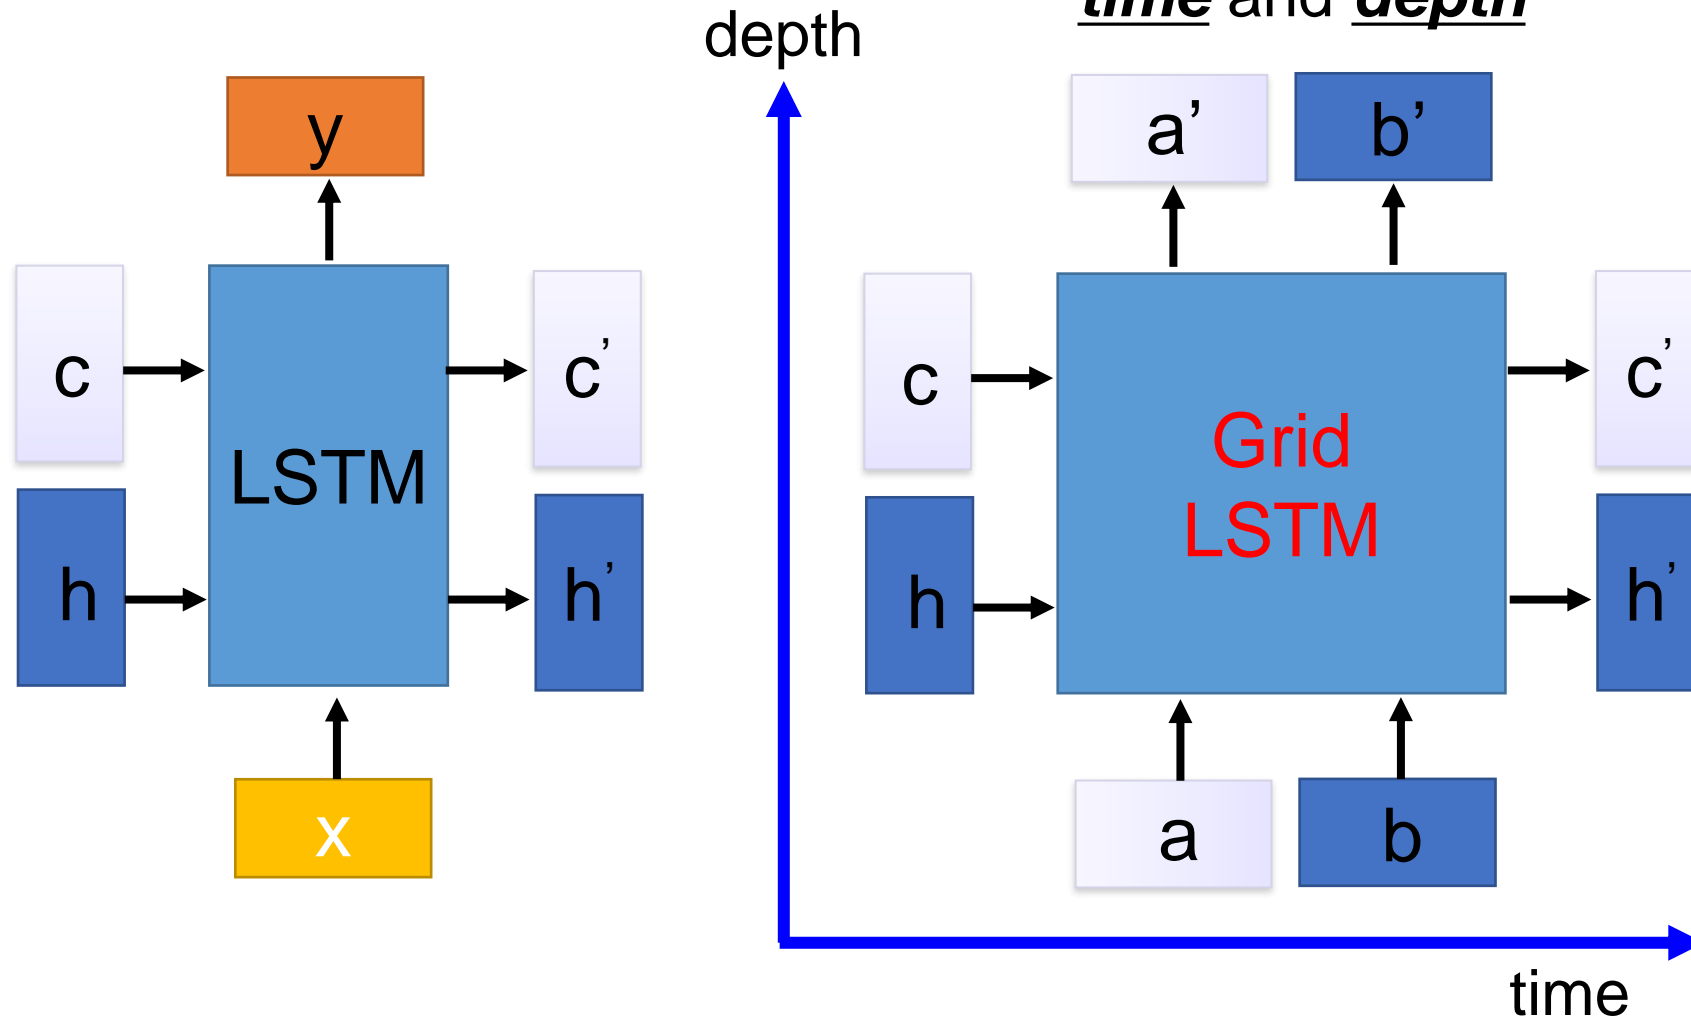 time and depth
depth
y
a’ b’
c c’
c c’
LSTM
Grid
LSTM
h h’
h h’
x
a b
time